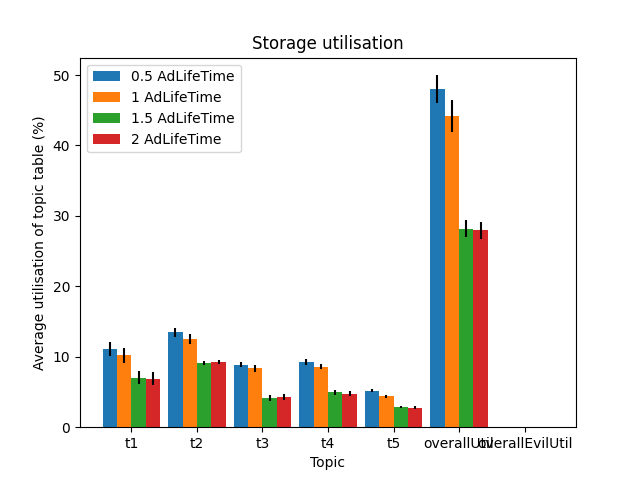 Storage utilisation
0.5 AdLifeTime
1 AdLifeTime
1.5 AdLifeTime
2 AdLifeTime
Average utilisation of topic table (%)
50
40
30
20
10
0
t1 t2 t3 t4 t5 overallUtil overallEvilUtil
Topic